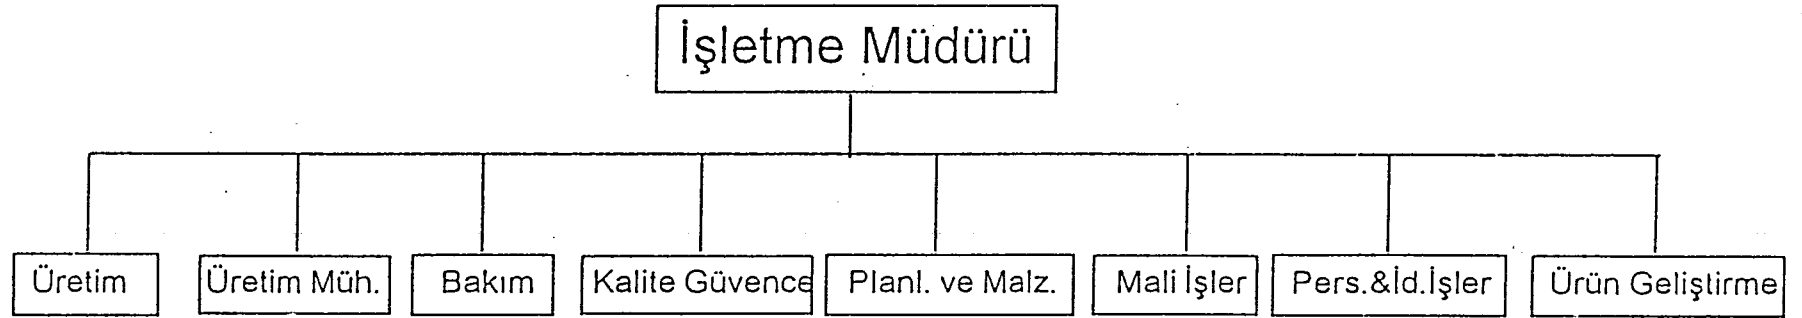 İşletme Müdürü
Üretim
Üretim Müh.
Bakım
Kalite Güvence
Planl. ve Malz.
Mali İşler
Pers.&İd.İşler
Ürün Geliştirme